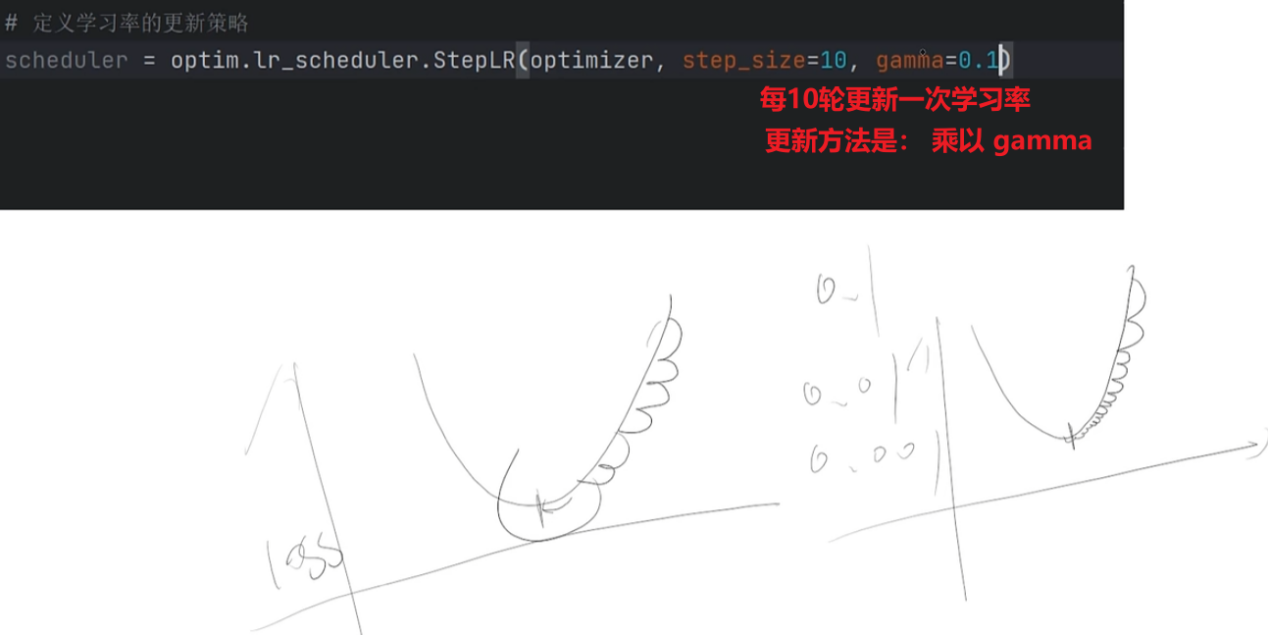 # 定义学习率的更新策略
scheduler = optim.lr_scheduler.StepLR(optimizer, step_size=10, gamma=0.1)
每10轮更新一次学习率
更新方法是： 乘以 gamma
0.1
0.01
0.001
loss